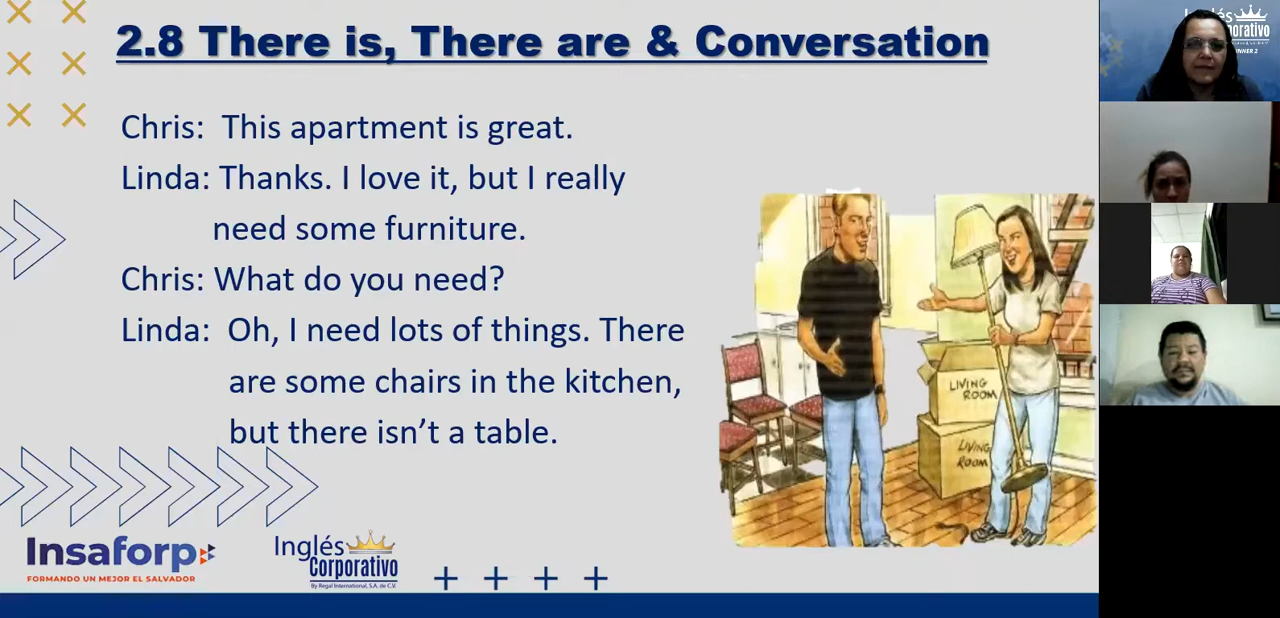 2.8 There is, There are & Conversation
Chris: This apartment is great.
Linda: Thanks. I love it, but I really
need some furniture.
Chris: What do you need?
Linda: Oh, I need lots of things. There
are some chairs in the kitchen,
but there isn't a table.
LIVING
ROOM
LIVING
ROOM
Insaforp
FORMANDO UN MEJOR EL SALVADOR
Inglés
Corporativo
By Regal International, S.A. de C.V.